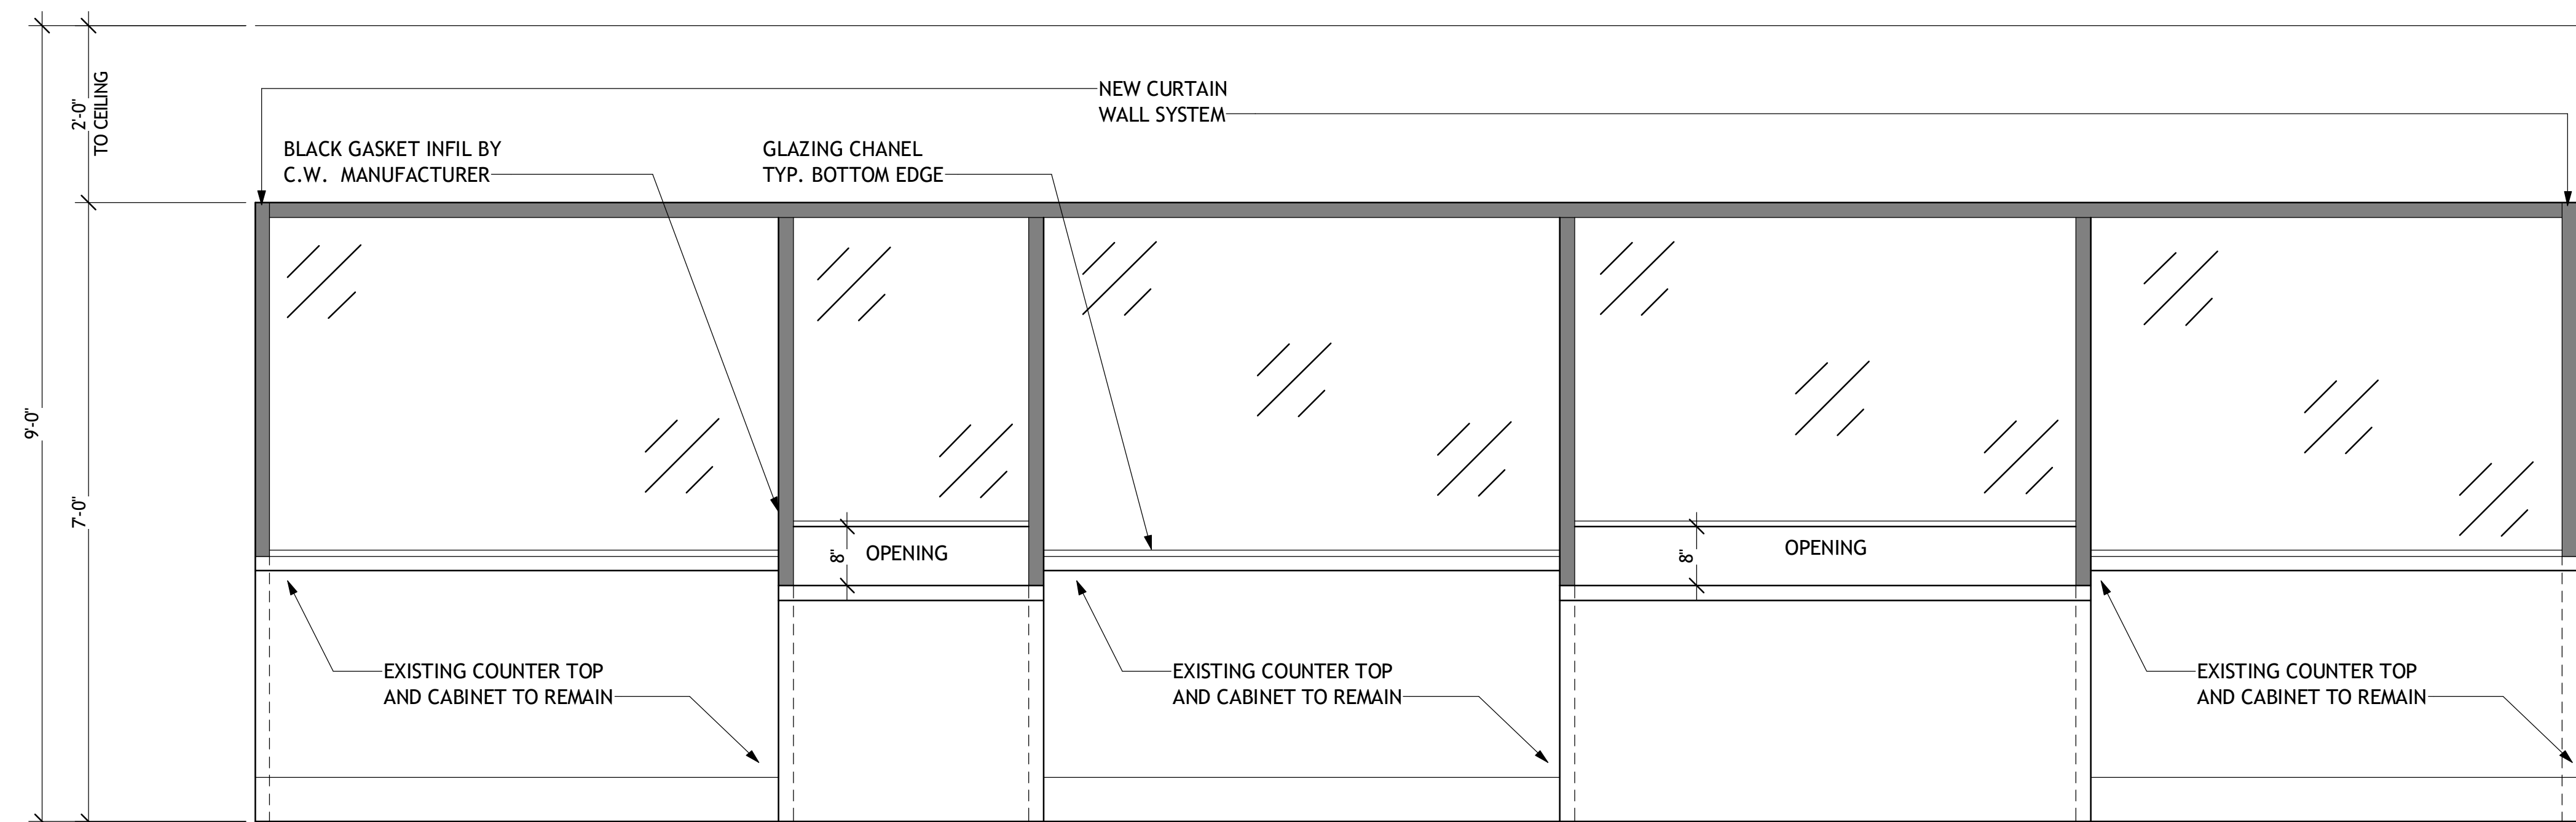 NEW CURTAIN
WALL SYSTEM
2'-0"
TO CEILING
BLACK GASKET INFIL BY
C.W. MANUFACTURER
GLAZING CHANEL
TYP. BOTTOM EDGE
9'-0"
7'-0"
8"
OPENING
8"
OPENING
EXISTING COUNTER TOP
AND CABINET TO REMAIN
EXISTING COUNTER TOP
AND CABINET TO REMAIN
EXISTING COUNTER TOP
AND CABINET TO REMAIN